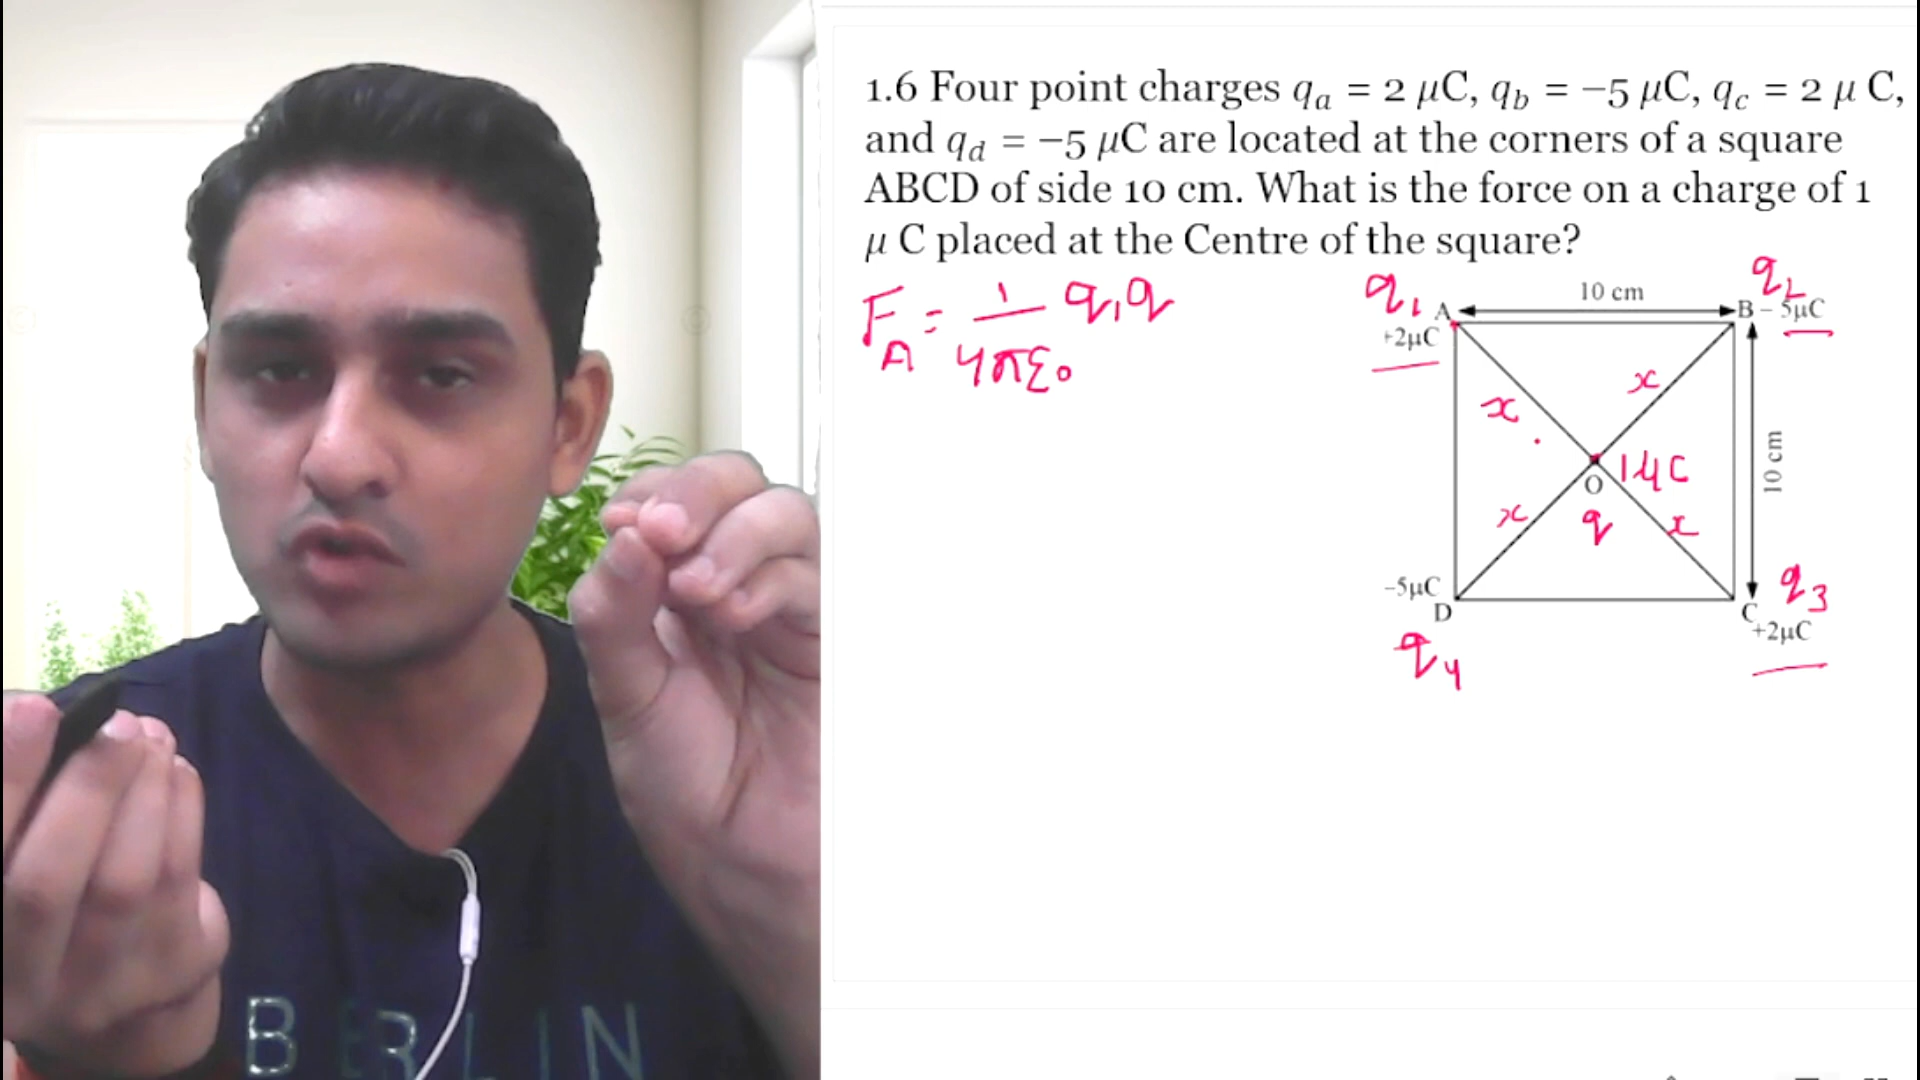 1.6 Four point charges qₐ = 2 μC, q_b = −5 μC, q_c = 2 μ C,
and q_d = −5 μC are located at the corners of a square
ABCD of side 10 cm. What is the force on a charge of 1
μ C placed at the Centre of the square?
F_A = 1/4πε₀ q₁q
q₁ q₂
A 10 cm B – 5μC
+2μC
x x
O 1μC
10 cm
x q x
–5μC q₃
D C
+2μC
q₄
BERLIN